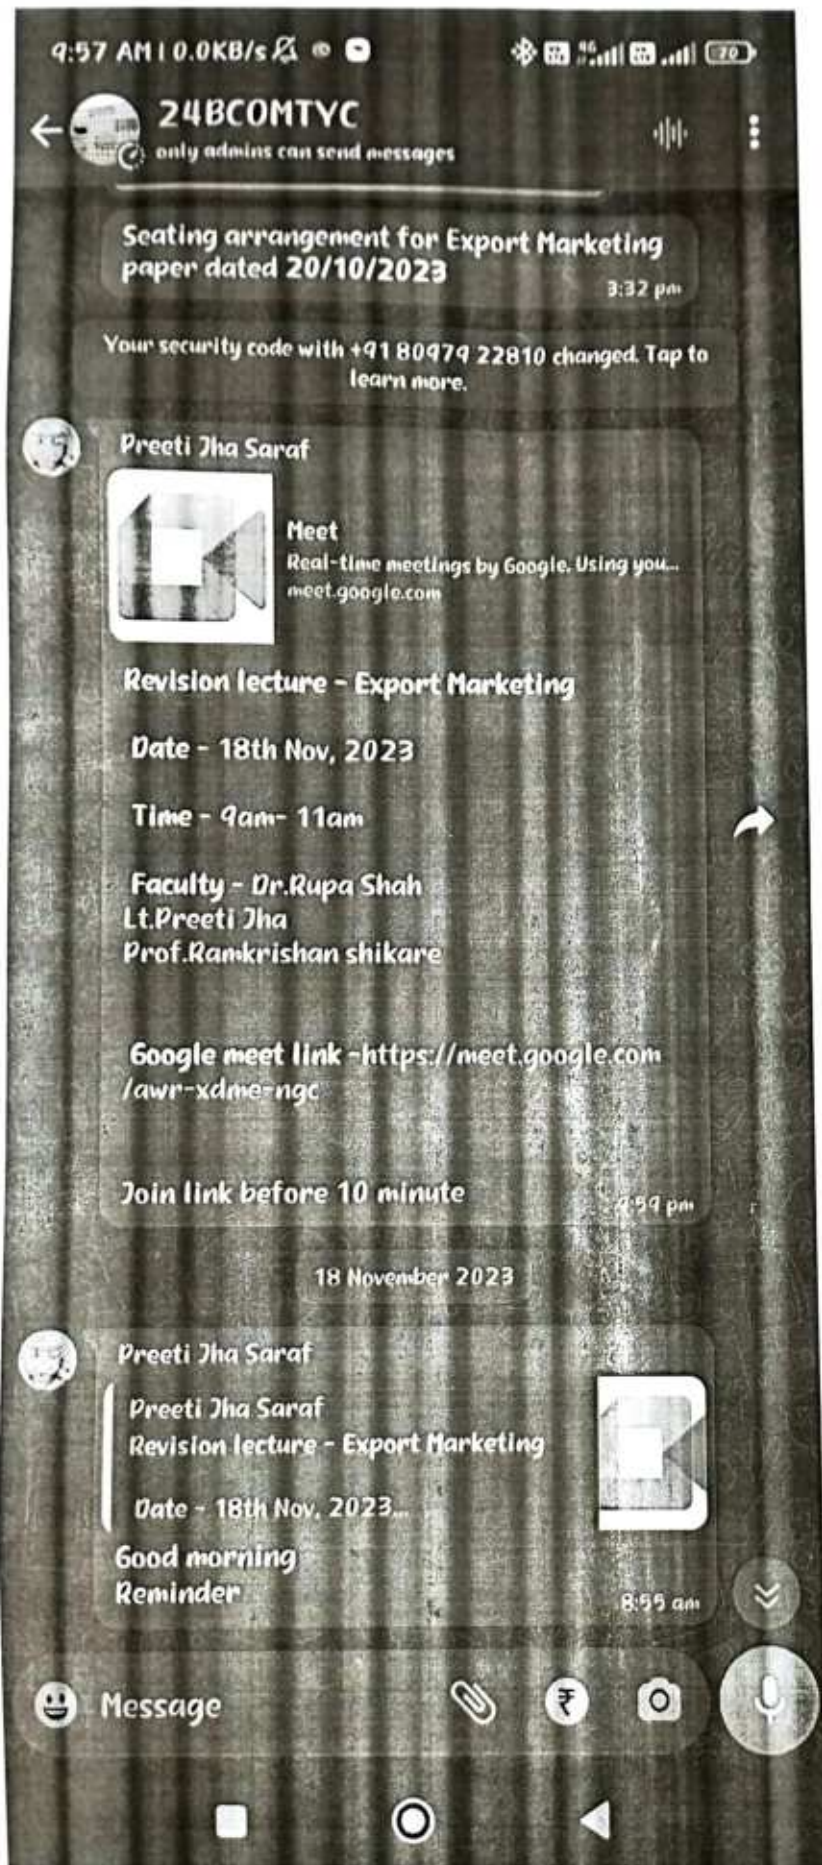 9:57 AM | 0.0KB/s
4G
70
24BCOMTYC
only admins can send messages
Seating arrangement for Export Marketing
paper dated 20/10/2023
3:32 pm
Your security code with +91 80979 22810 changed. Tap to
learn more.
Preeti Jha Saraf
Meet
Real-time meetings by Google. Using you...
meet.google.com
Revision lecture - Export Marketing
Date - 18th Nov, 2023
Time - 9am- 11am
Faculty - Dr.Rupa Shah
Lt.Preeti Jha
Prof.Ramkrishan shikare
Google meet link -https://meet.google.com
/awr-xdme-ngc
Join link before 10 minute
9:59 pm
18 November 2023
Preeti Jha Saraf
Preeti Jha Saraf
Revision lecture - Export Marketing
Date - 18th Nov, 2023...
Good morning
Reminder
8:55 am
Message
₹